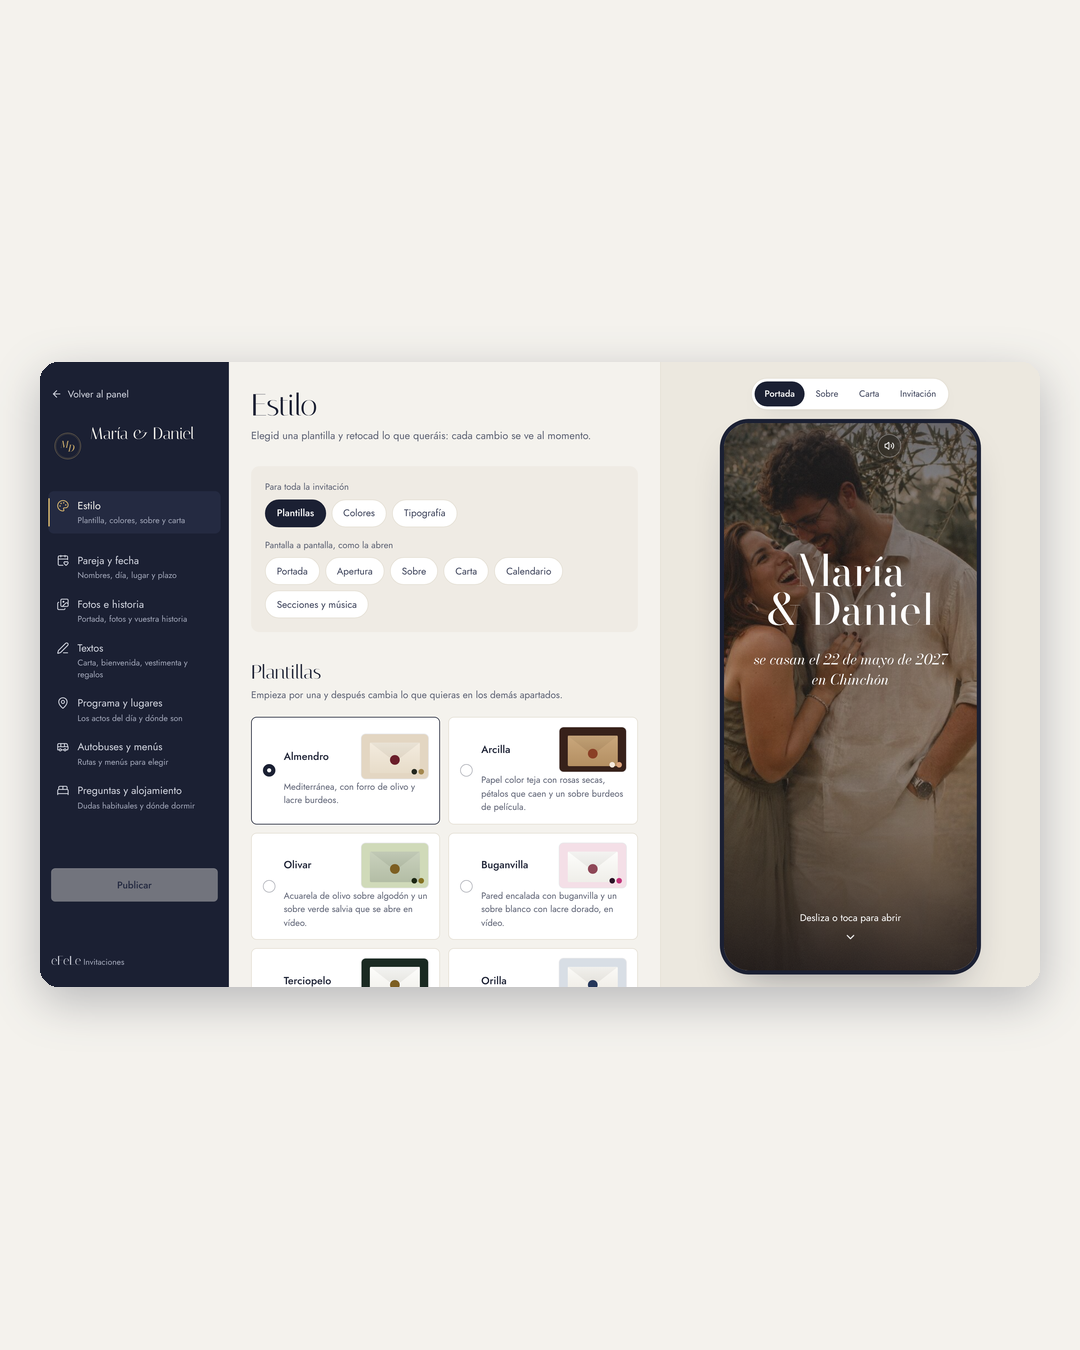 Volver al panel
MD
María & Daniel
Estilo
Plantilla, colores, sobre y carta
Pareja y fecha
Nombres, día, lugar y plazo
Fotos e historia
Portada, fotos y vuestra historia
Textos
Carta, bienvenida, vestimenta y
regalos
Programa y lugares
Los actos del día y dónde son
Autobuses y menús
Rutas y menús para elegir
Preguntas y alojamiento
Dudas habituales y dónde dormir
Publicar
eFeLe Invitaciones
Estilo
Elegid una plantilla y retocad lo que queráis: cada cambio se ve al momento.
Para toda la invitación
Plantillas
Colores
Tipografía
Pantalla a pantalla, como la abren
Portada
Apertura
Sobre
Carta
Calendario
Secciones y música
Plantillas
Empieza por una y después cambia lo que quieras en los demás apartados.
Almendro
Mediterránea, con forro de olivo y
lacre burdeos.
Arcilla
Papel color teja con rosas secas,
pétalos que caen y un sobre burdeos
de película.
Olivar
Acuarela de olivo sobre algodón y un
sobre verde salvia que se abre en
vídeo.
Buganvilla
Pared encalada con buganvilla y un
sobre blanco con lacre dorado, en
vídeo.
Terciopelo
Orilla
Portada
Sobre
Carta
Invitación
María
& Daniel
se casan el 22 de mayo de 2027
en Chinchón
Desliza o toca para abrir